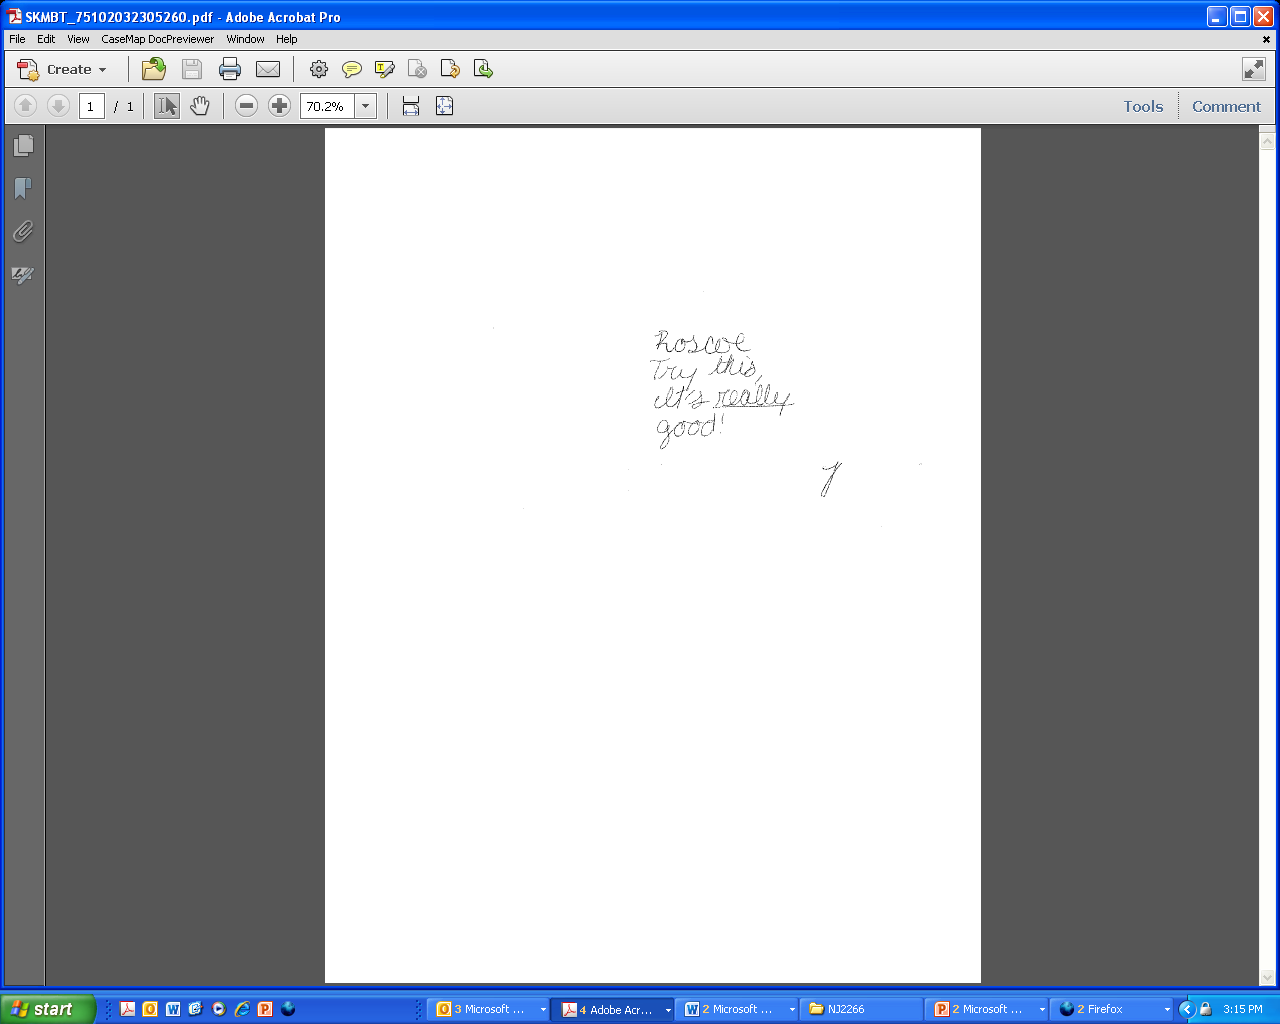 SKMBT_75102032305260.pdf - Adobe Acrobat Pro
File Edit View CaseMap DocPreviewer Window Help
Create
1 / 1 70.2% Tools Comment
Roscoe
Try this,
It's really
good!
start 3 Microsoft ... 4 Adobe Acr... 2 Microsoft ... NJ2266 2 Microsoft ... 2 Firefox 3:15 PM